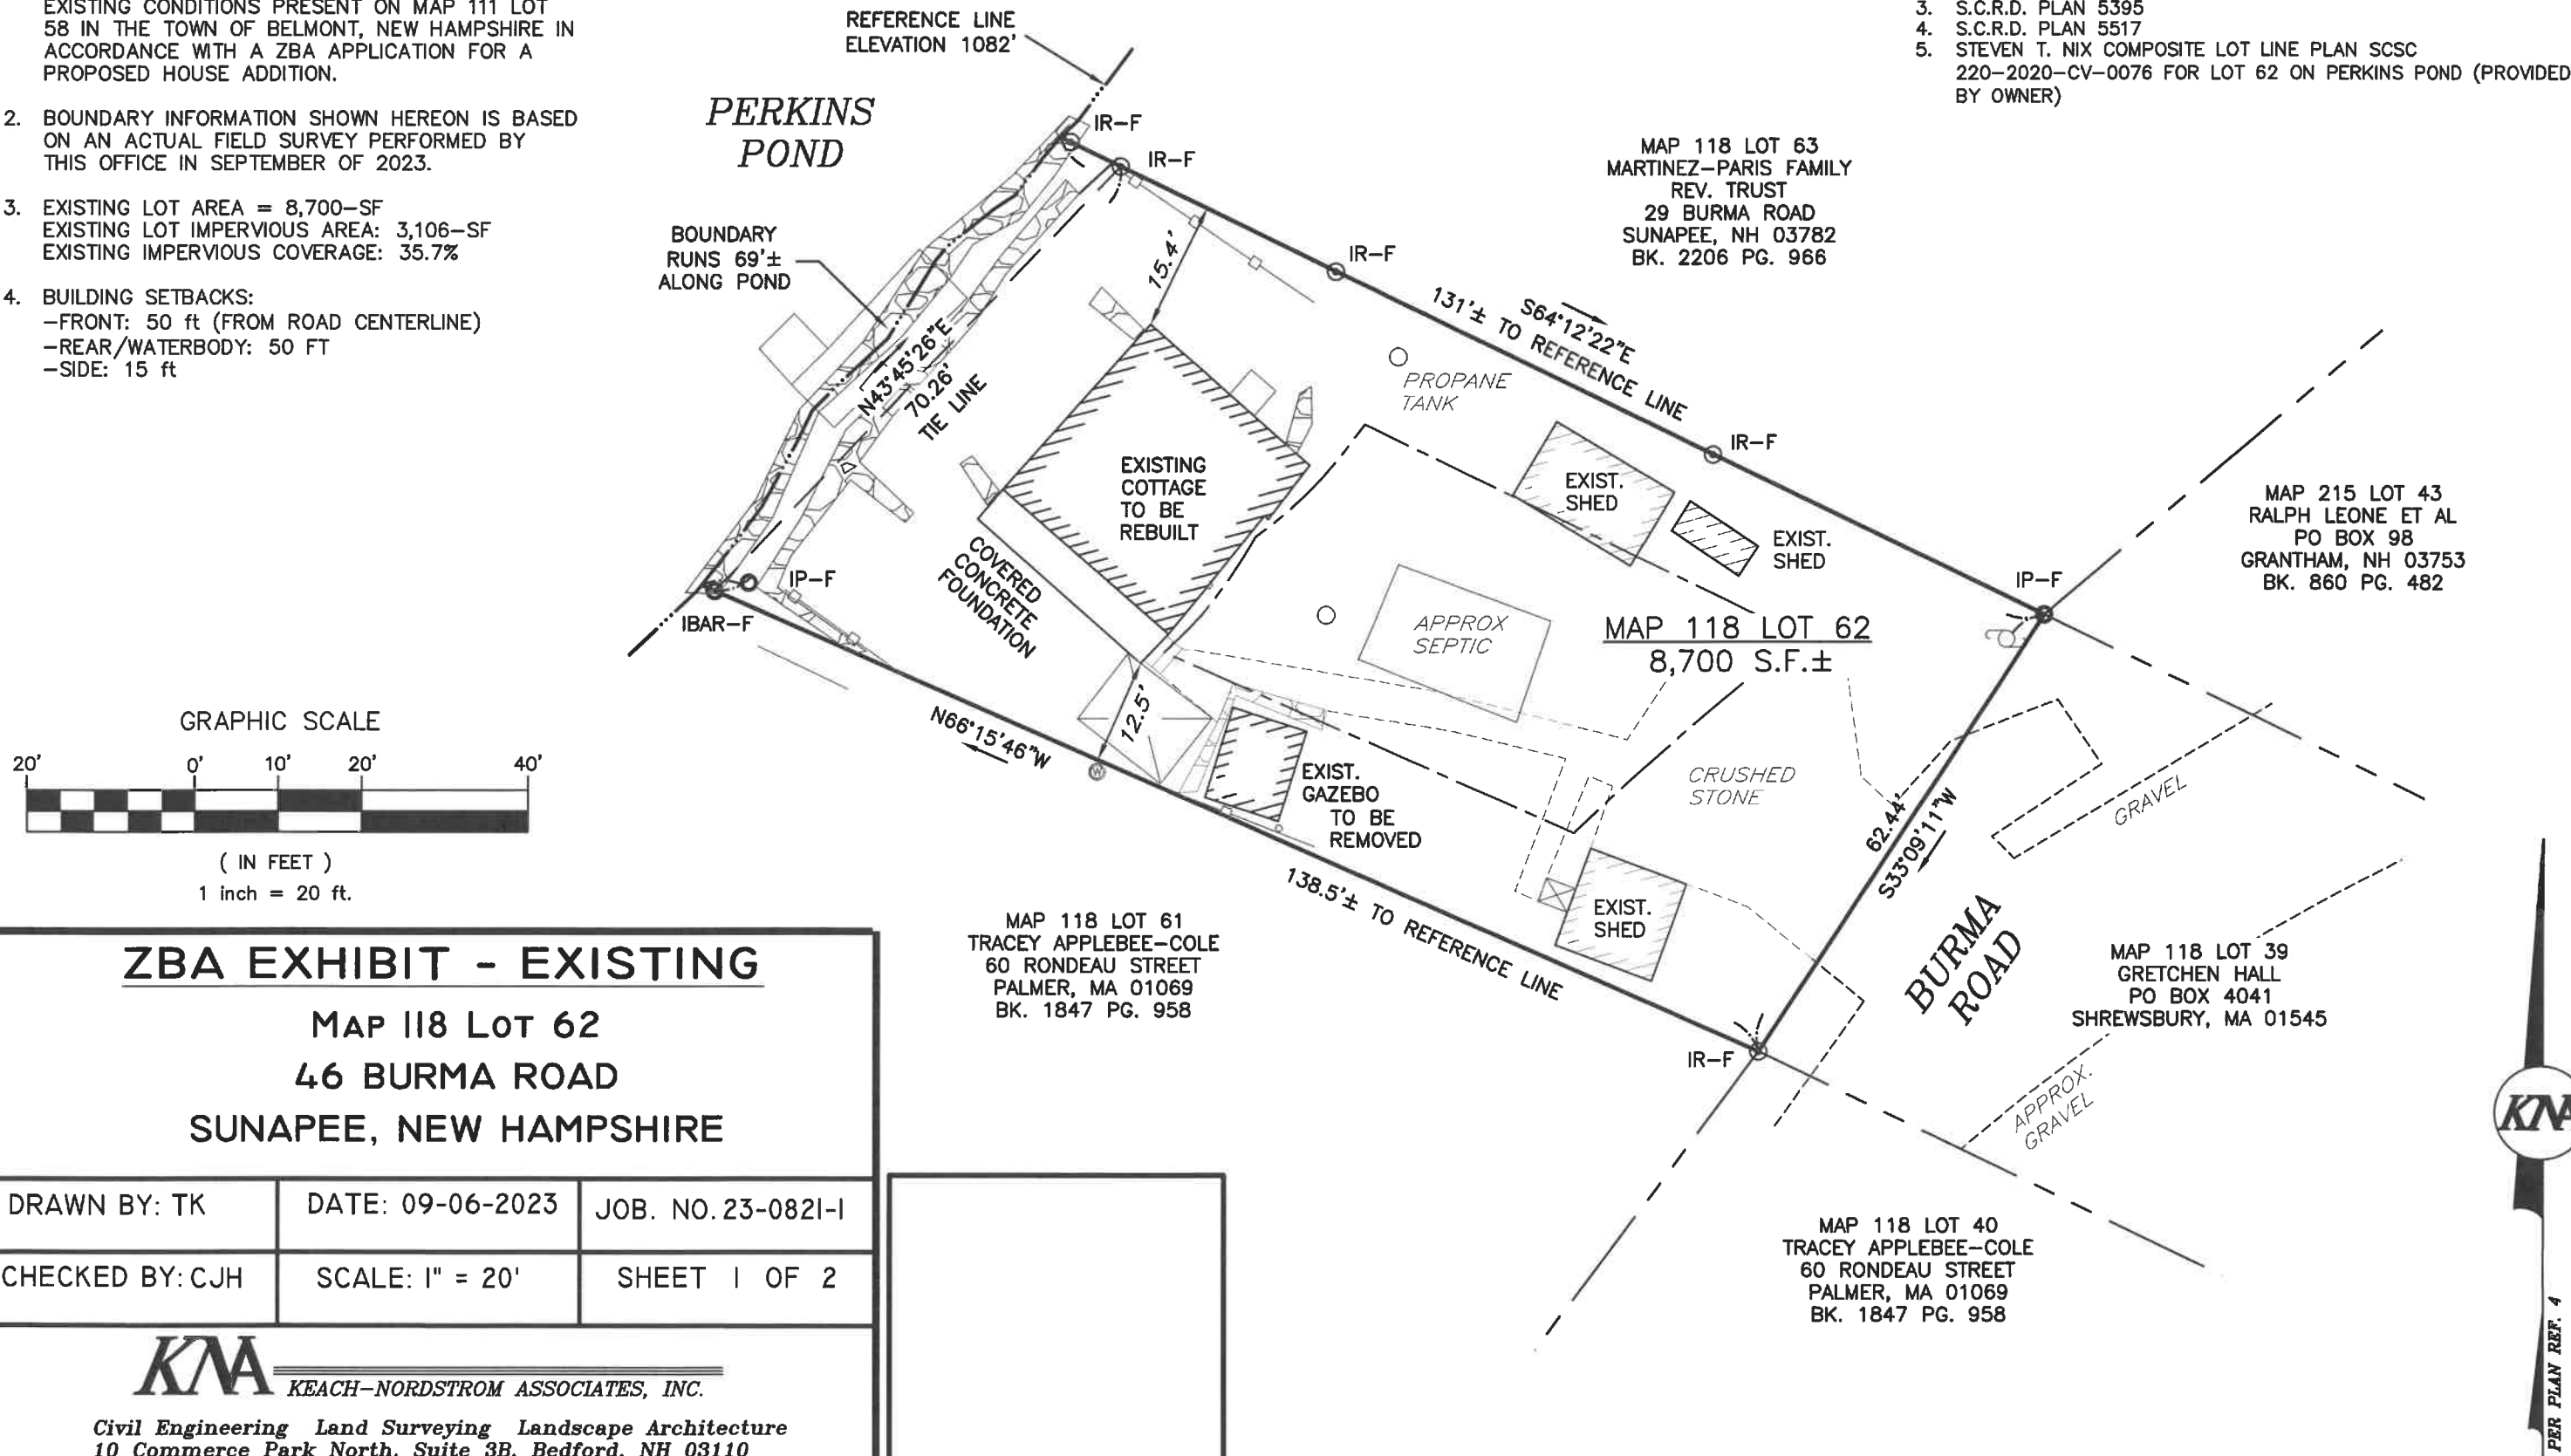 EXISTING CONDITIONS PRESENT ON MAP 111 LOT
58 IN THE TOWN OF BELMONT, NEW HAMPSHIRE IN
ACCORDANCE WITH A ZBA APPLICATION FOR A
PROPOSED HOUSE ADDITION.
2. BOUNDARY INFORMATION SHOWN HEREON IS BASED
ON AN ACTUAL FIELD SURVEY PERFORMED BY
THIS OFFICE IN SEPTEMBER OF 2023.
3. EXISTING LOT AREA = 8,700-SF
EXISTING LOT IMPERVIOUS AREA: 3,106-SF
EXISTING IMPERVIOUS COVERAGE: 35.7%
4. BUILDING SETBACKS:
-FRONT: 50 ft (FROM ROAD CENTERLINE)
-REAR/WATERBODY: 50 FT
-SIDE: 15 ft
3. S.C.R.D. PLAN 5395
4. S.C.R.D. PLAN 5517
5. STEVEN T. NIX COMPOSITE LOT LINE PLAN SCSC
220-2020-CV-0076 FOR LOT 62 ON PERKINS POND (PROVIDED
BY OWNER)
REFERENCE LINE
ELEVATION 1082'
PERKINS
POND
IR-F
IR-F
IR-F
IR-F
BOUNDARY
RUNS 69'±
ALONG POND
15.4'
N43°45'26"E
70.26'
TIE LINE
MAP 118 LOT 63
MARTINEZ-PARIS FAMILY
REV. TRUST
29 BURMA ROAD
SUNAPEE, NH 03782
BK. 2206 PG. 966
S64°12'22"E
131'± TO REFERENCE LINE
PROPANE
TANK
EXISTING
COTTAGE
TO BE
REBUILT
EXIST.
SHED
EXIST.
SHED
MAP 215 LOT 43
RALPH LEONE ET AL
PO BOX 98
GRANTHAM, NH 03753
BK. 860 PG. 482
IP-F
IP-F
IBAR-F
COVERED
CONCRETE
FOUNDATION
APPROX
SEPTIC
MAP 118 LOT 62
8,700 S.F.±
N66°15'46"W
12.5'
W
EXIST.
GAZEBO
TO BE
REMOVED
CRUSHED
STONE
62.44'
S33°09'11"W
GRAVEL
138.5'± TO REFERENCE LINE
EXIST.
SHED
IR-F
BURMA
ROAD
MAP 118 LOT 61
TRACEY APPLEBEE-COLE
60 RONDEAU STREET
PALMER, MA 01069
BK. 1847 PG. 958
MAP 118 LOT 39
GRETCHEN HALL
PO BOX 4041
SHREWSBURY, MA 01545
APPROX.
GRAVEL
MAP 118 LOT 40
TRACEY APPLEBEE-COLE
60 RONDEAU STREET
PALMER, MA 01069
BK. 1847 PG. 958
KNA
PER PLAN REF. 4
GRAPHIC SCALE
20' 0' 10' 20' 40'
( IN FEET )
1 inch = 20 ft.
ZBA EXHIBIT - EXISTING
MAP 118 LOT 62
46 BURMA ROAD
SUNAPEE, NEW HAMPSHIRE
DRAWN BY: TK DATE: 09-06-2023 JOB. NO. 23-0821-1
CHECKED BY: CJH SCALE: 1" = 20' SHEET 1 OF 2
KNA
KEACH-NORDSTROM ASSOCIATES, INC.
Civil Engineering Land Surveying Landscape Architecture
10 Commerce Park North, Suite 3B, Bedford, NH 03110